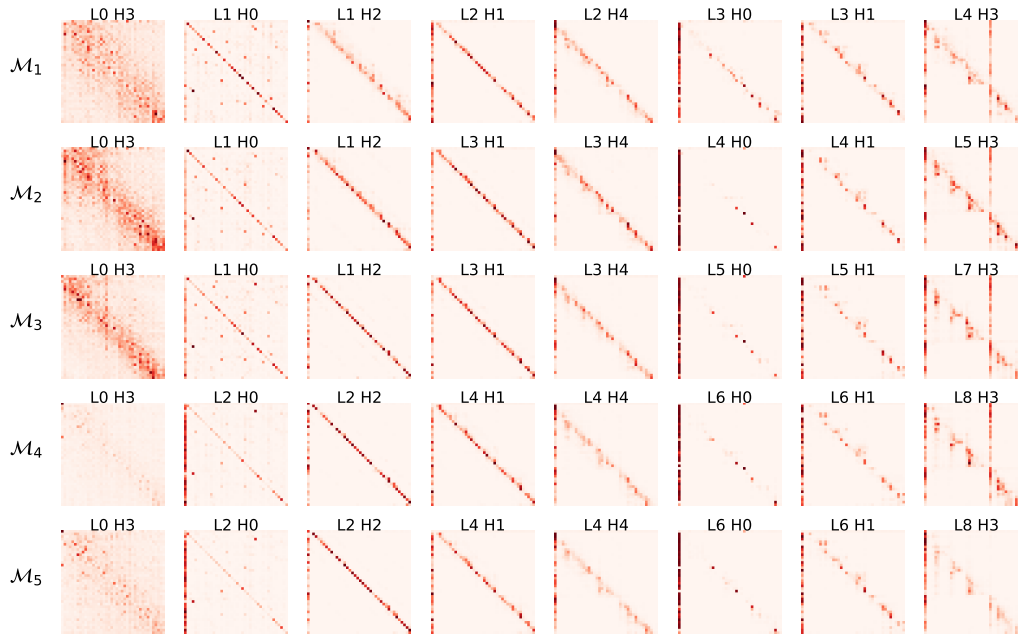 L0 H3 L1 H0 L1 H2 L2 H1 L2 H4 L3 H0 L3 H1 L4 H3
ℳ1
L0 H3 L1 H0 L1 H2 L3 H1 L3 H4 L4 H0 L4 H1 L5 H3
ℳ2
L0 H3 L1 H0 L1 H2 L3 H1 L3 H4 L5 H0 L5 H1 L7 H3
ℳ3
L0 H3 L2 H0 L2 H2 L4 H1 L4 H4 L6 H0 L6 H1 L8 H3
ℳ4
L0 H3 L2 H0 L2 H2 L4 H1 L4 H4 L6 H0 L6 H1 L8 H3
ℳ5